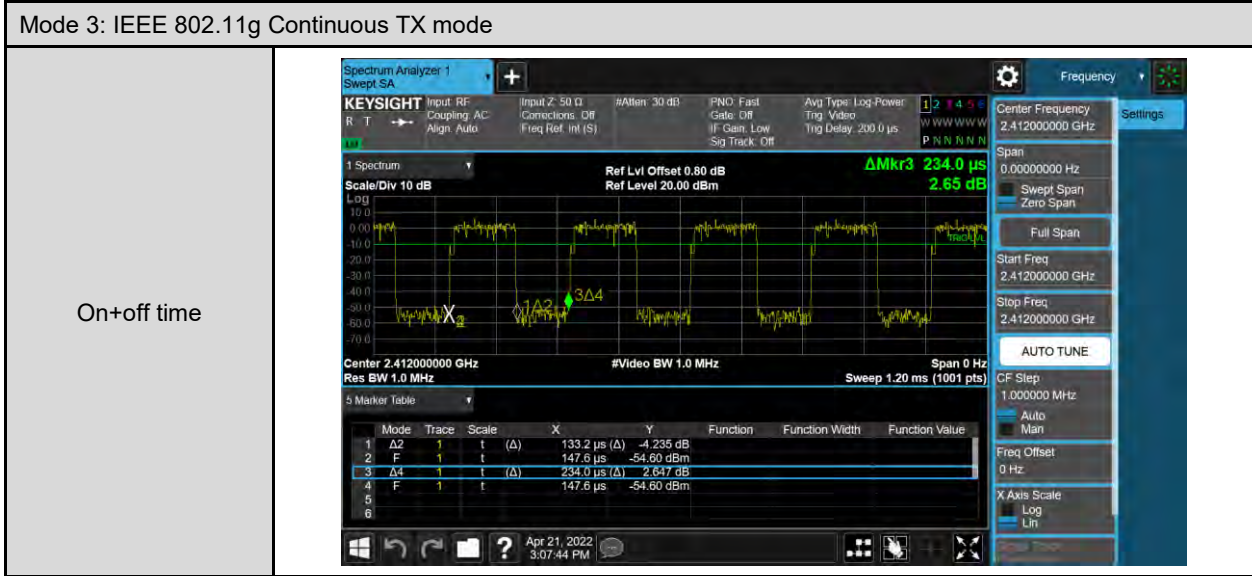 Mode 3: IEEE 802.11g Continuous TX mode
On+off time
Spectrum Analyzer 1
Swept SA
Frequency
KEYSIGHT
R T
Input: RF
Coupling: AC
Align: Auto
Input Z: 50 Ω
Corrections: Off
Freq Ref: Int (S)
#Atten: 30 dB
PNO: Fast
Gate: Off
IF Gain: Low
Sig Track: Off
Avg Type: Log-Power
Trig: Video
Trig Delay: 200.0 µs
1 2 3 4 5 6
W W W W W W
P N N N N N
1 Spectrum
Scale/Div 10 dB
Ref Lvl Offset 0.80 dB
Ref Level 20.00 dBm
ΔMkr3 234.0 µs
2.65 dB
Log
10.0
0.00
-10.0
-20.0
-30.0
-40.0
-50.0
-60.0
-70.0
TRIG LVL
1Δ2
3Δ4
Center 2.412000000 GHz
#Video BW 1.0 MHz
Span 0 Hz
Res BW 1.0 MHz
Sweep 1.20 ms (1001 pts)
5 Marker Table
Mode Trace Scale X Y Function Function Width Function Value
1 Δ2 1 t (Δ) 133.2 µs (Δ) -4.235 dB
2 F 1 t 147.6 µs -54.60 dBm
3 Δ4 1 t (Δ) 234.0 µs (Δ) 2.647 dB
4 F 1 t 147.6 µs -54.60 dBm
5
6
Apr 21, 2022
3:07:44 PM
Center Frequency
2.412000000 GHz
Settings
Span
0.00000000 Hz
Swept Span
Zero Span
Full Span
Start Freq
2.412000000 GHz
Stop Freq
2.412000000 GHz
AUTO TUNE
CF Step
1.000000 MHz
Auto
Man
Freq Offset
0 Hz
X Axis Scale
Log
Lin